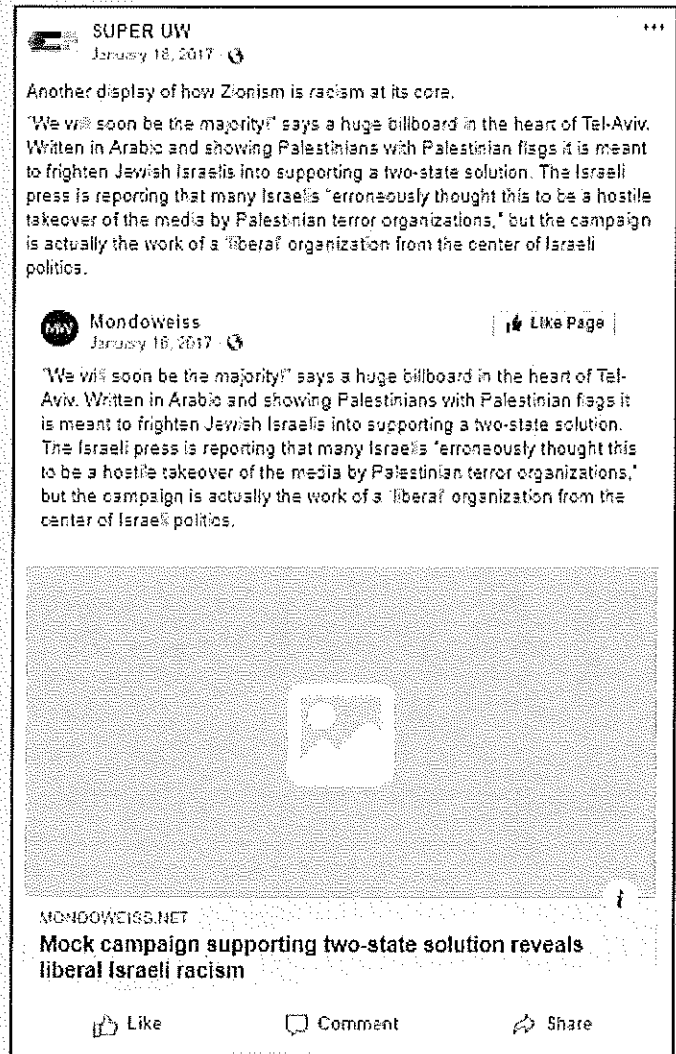 SUPER UW
January 18, 2017
Another display of how Zionism is racism at its core.
"We will soon be the majority!" says a huge billboard in the heart of Tel-Aviv.
Written in Arabic and showing Palestinians with Palestinian flags it is meant
to frighten Jewish Israelis into supporting a two-state solution. The Israeli
press is reporting that many Israelis "erroneously thought this to be a hostile
takeover of the media by Palestinian terror organizations," but the campaign
is actually the work of a 'liberal' organization from the center of Israeli
politics.
MW
Mondoweiss
January 16, 2017
Like Page
"We will soon be the majority!" says a huge billboard in the heart of Tel-
Aviv. Written in Arabic and showing Palestinians with Palestinian flags it
is meant to frighten Jewish Israelis into supporting a two-state solution.
The Israeli press is reporting that many Israelis "erroneously thought this
to be a hostile takeover of the media by Palestinian terror organizations,"
but the campaign is actually the work of a 'liberal' organization from the
center of Israeli politics.
i
MONDOWEISS.NET
Mock campaign supporting two-state solution reveals
liberal Israeli racism
Like Comment Share